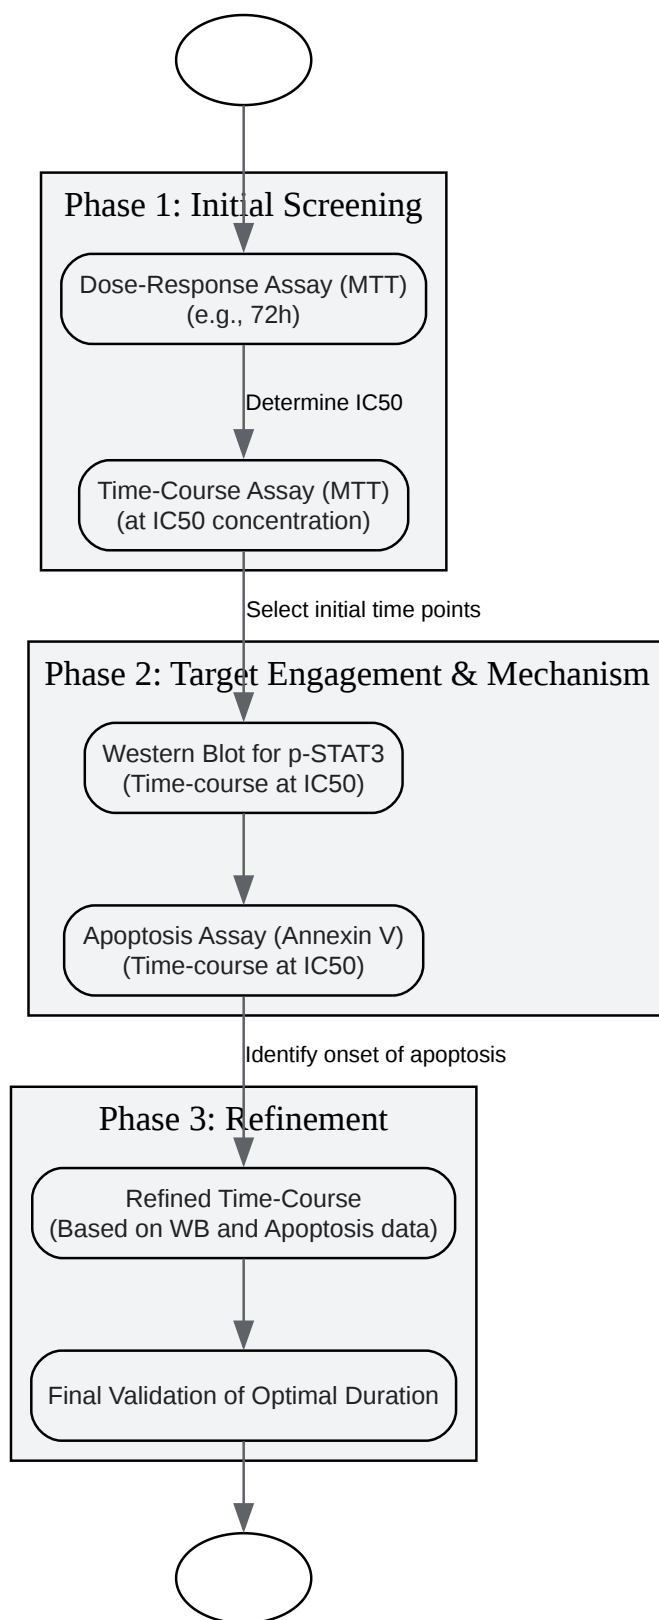 Phase 1: Initial Screening
Dose-Response Assay (MTT)
(e.g., 72h)
Determine IC50
Time-Course Assay (MTT)
(at IC50 concentration)
Select initial time points
Phase 2: Target Engagement & Mechanism
Western Blot for p-STAT3
(Time-course at IC50)
Apoptosis Assay (Annexin V)
(Time-course at IC50)
Identify onset of apoptosis
Phase 3: Refinement
Refined Time-Course
(Based on WB and Apoptosis data)
Final Validation of Optimal Duration